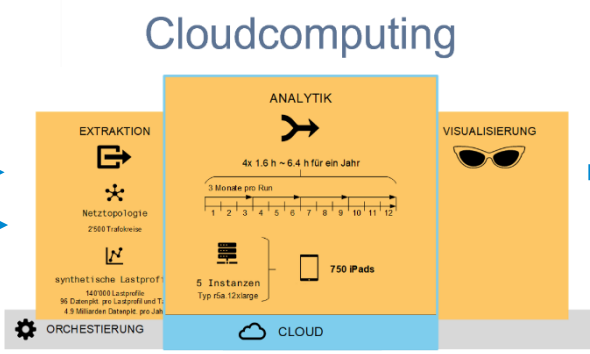 Cloudcomputing
EXTRAKTION
Netztopologie
2'500 Trafokreise
synthetische Lastprofi
140'000 Lastprofile
96 Datenpkt. pro Lastprofil und Ta
4.9 Milliarden Datenpkt. pro Jah
ANALYTIK
4x 1.6 h ~ 6.4 h für ein Jahr
3 Monate pro Run
1 2 3 4 5 6 7 8 9 10 11 12
5 Instanzen
Typ r5a.12xlarge
750 iPads
VISUALISIERUNG
ORCHESTIERUNG
CLOUD